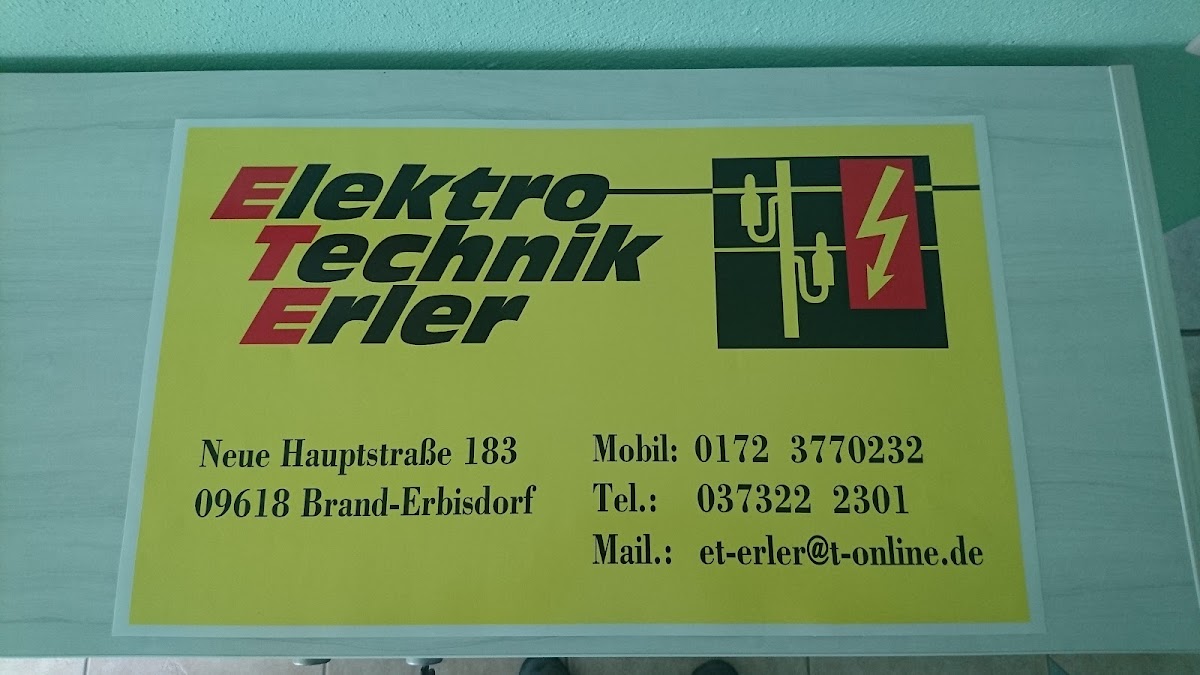 Elektro
Technik
Erler
Neue Hauptstraße 183
09618 Brand-Erbisdorf
Mobil: 0172 3770232
Tel.: 037322 2301
Mail.: et-erler@t-online.de